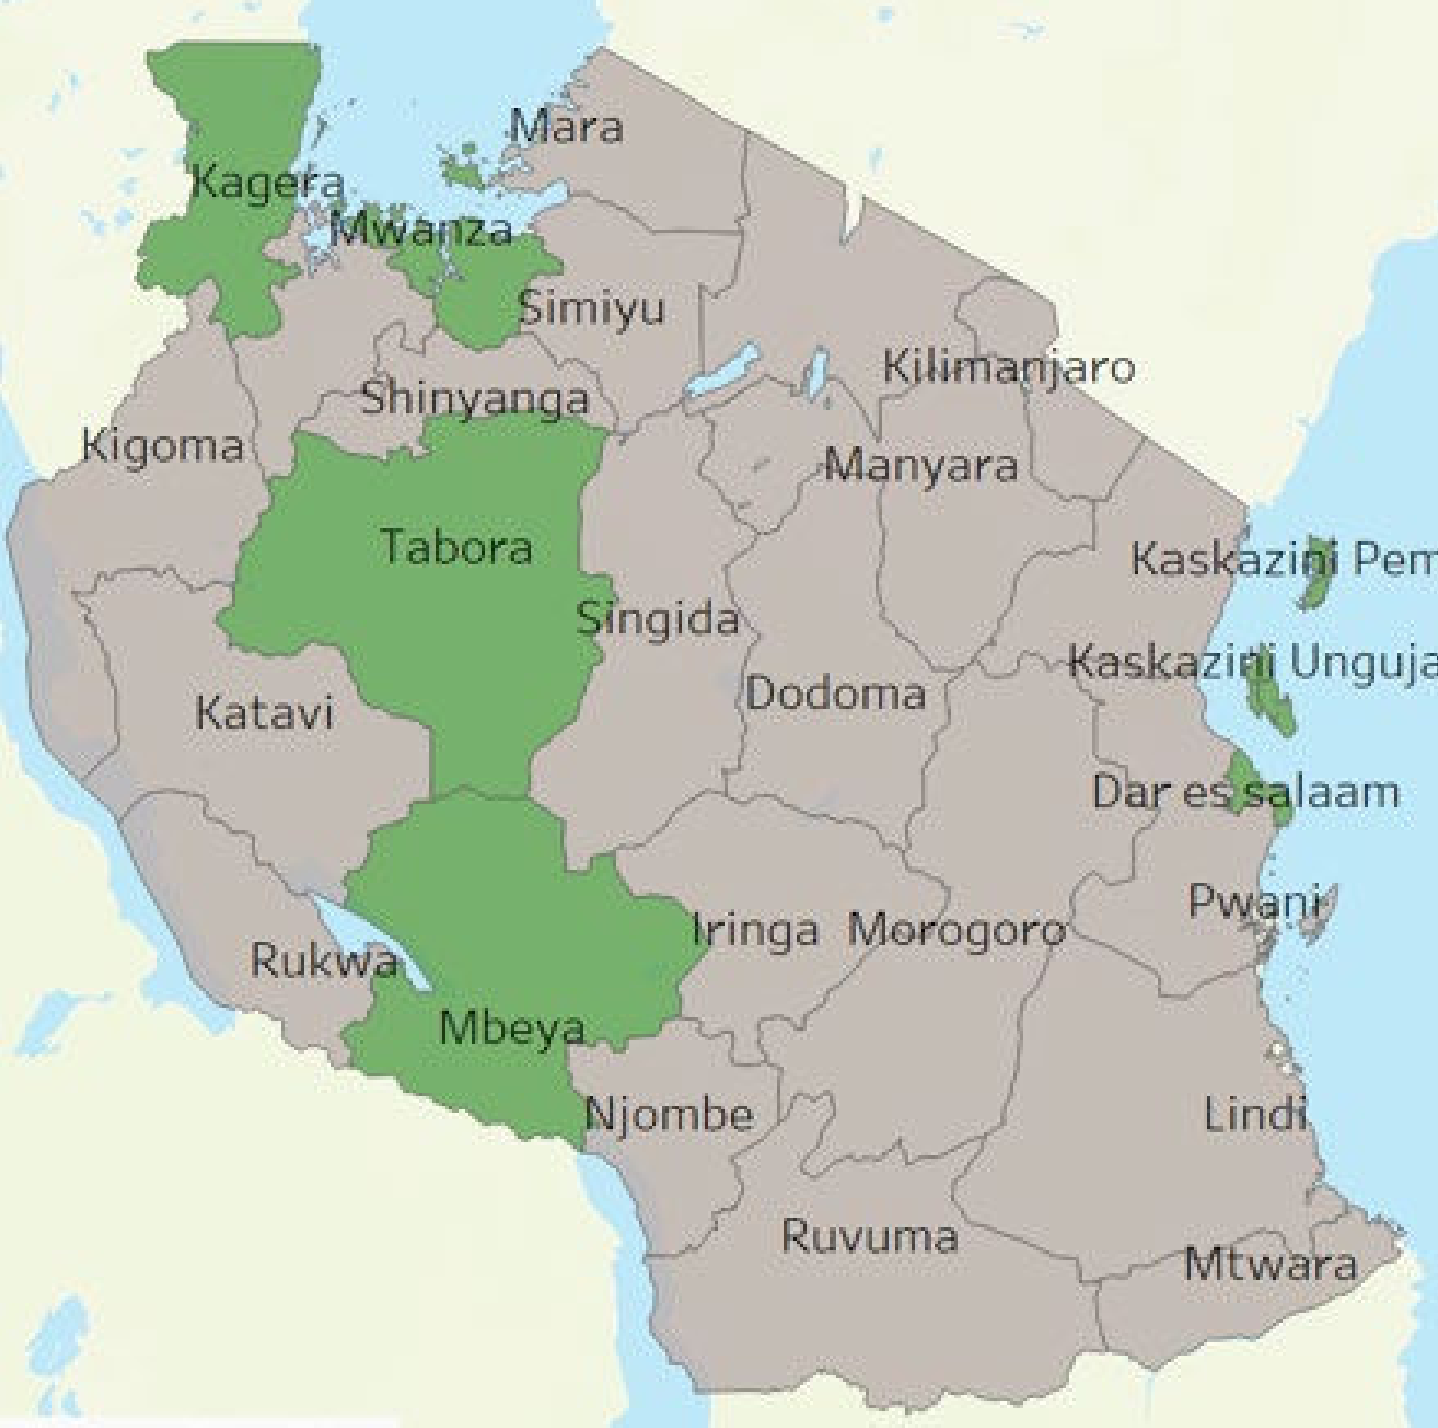 Mara
Kagera
Mwanza
Simiyu
Kilimanjaro
Shinyanga
Kigoma
Manyara
Tabora
Kaskazini Pem
Singida
Kaskazini Unguja
Dodoma
Katavi
Dar es salaam
Pwani
Iringa
Morogoro
Rukwa
Mbeya
Njombe
Lindi
Ruvuma
Mtwara